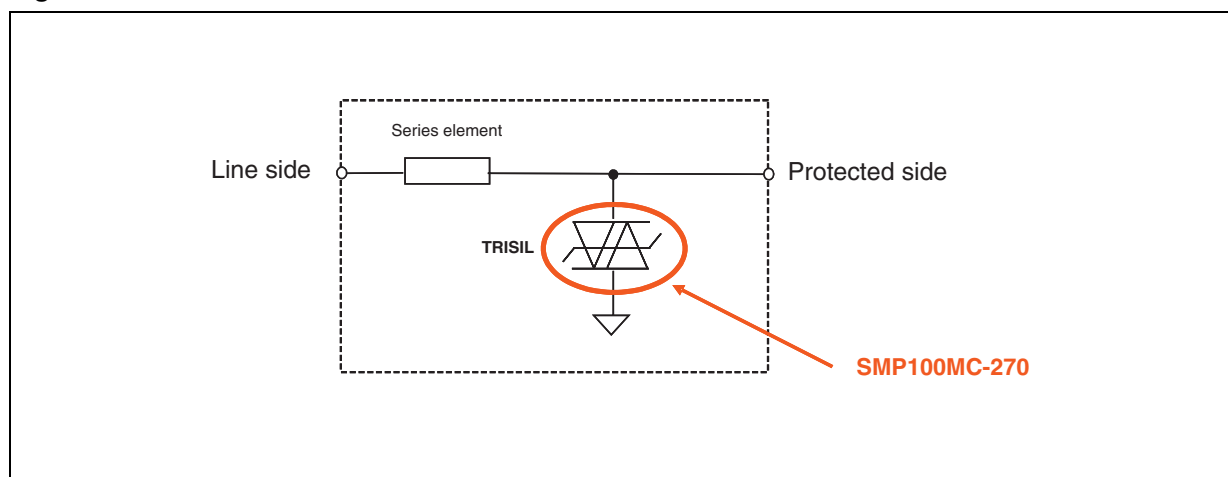 Series element
Line side
Protected side
TRISIL
SMP100MC-270